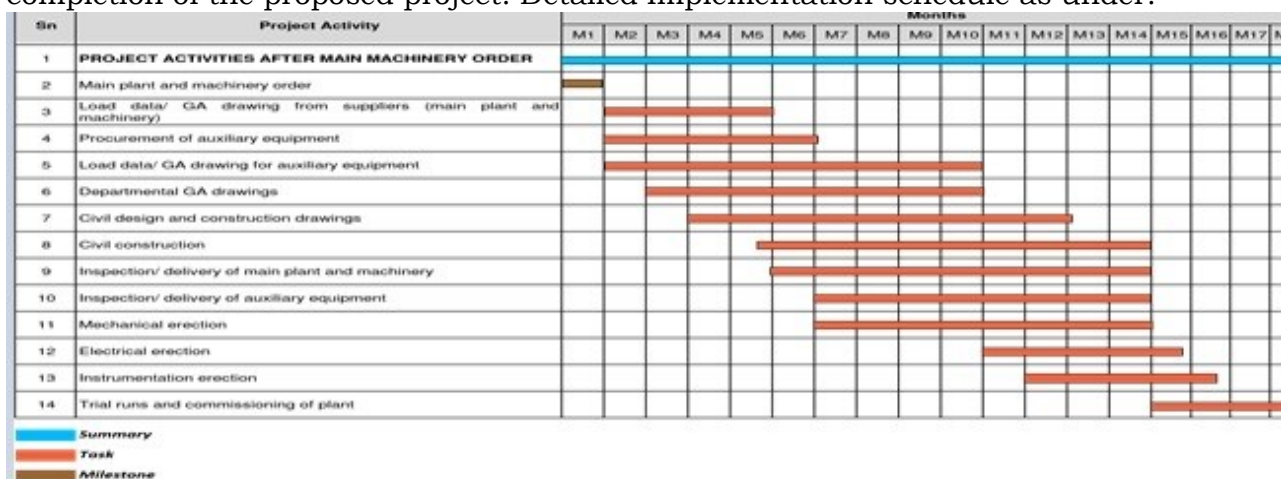 completion of the proposed project. Detailed implementation schedule as under:
Sn Project Activity Months
M1 M2 M3 M4 M5 M6 M7 M8 M9 M10 M11 M12 M13 M14 M15 M16 M17
1 PROJECT ACTIVITIES AFTER MAIN MACHINERY ORDER
2 Main plant and machinery order
3 Load data/ GA drawing from suppliers (main plant and
machinery)
4 Procurement of auxiliary equipment
5 Load data/ GA drawing for auxiliary equipment
6 Departmental GA drawings
7 Civil design and construction drawings
8 Civil construction
9 Inspection/ delivery of main plant and machinery
10 Inspection/ delivery of auxiliary equipment
11 Mechanical erection
12 Electrical erection
13 Instrumentation erection
14 Trial runs and commissioning of plant
Summary
Task
Milestone